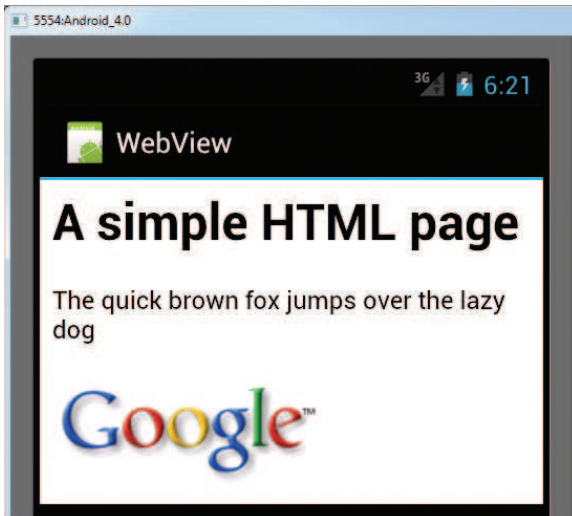 5554:Android_4.0
3G 6:21
WebView
A simple HTML page
The quick brown fox jumps over the lazy
dog
Google™